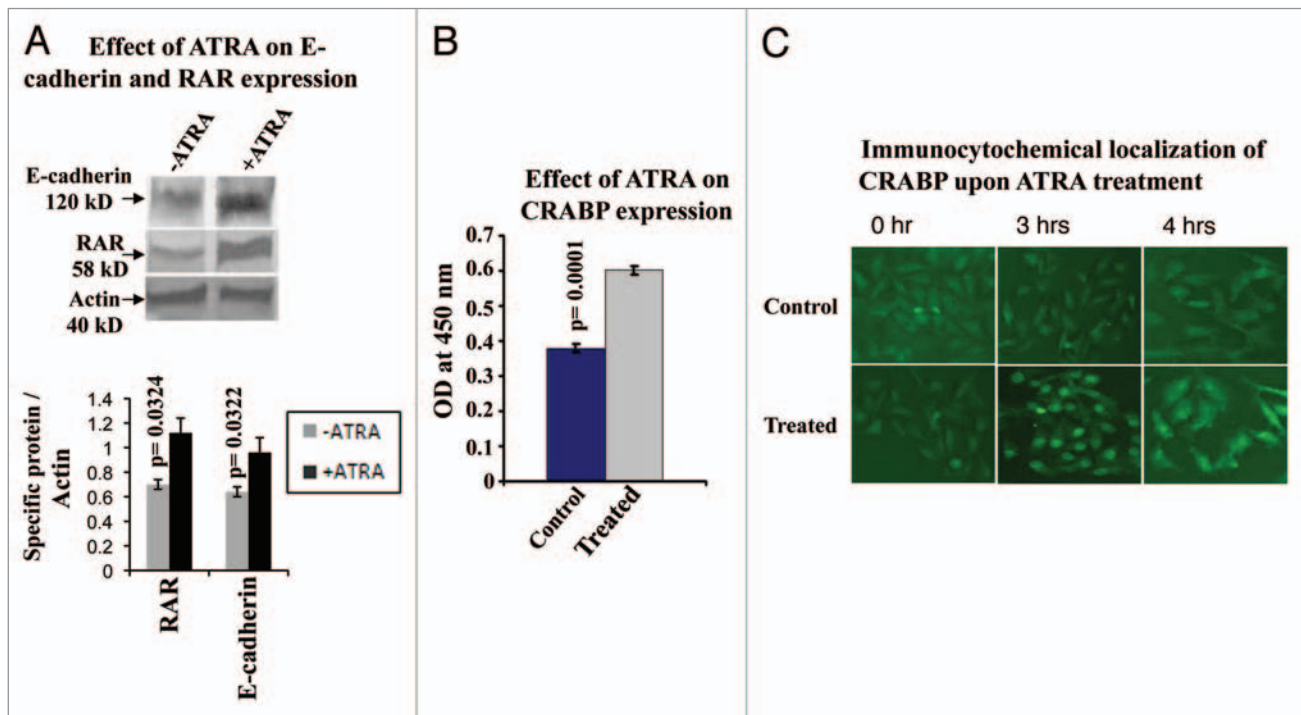 A
Effect of ATRA on E-
cadherin and RAR expression
-ATRA
+ATRA
E-cadherin
120 kD
RAR
58 kD
Actin
40 kD
Specific protein /
Actin
1.4
1.2
1
0.8
0.6
0.4
0.2
0
p= 0.0324
p= 0.0322
RAR
E-cadherin
-ATRA
+ATRA
B
Effect of ATRA on
CRABP expression
OD at 450 nm
0.7
0.6
0.5
0.4
0.3
0.2
0.1
0
p= 0.0001
Control
Treated
C
Immunocytochemical localization of
CRABP upon ATRA treatment
0 hr
3 hrs
4 hrs
Control
Treated